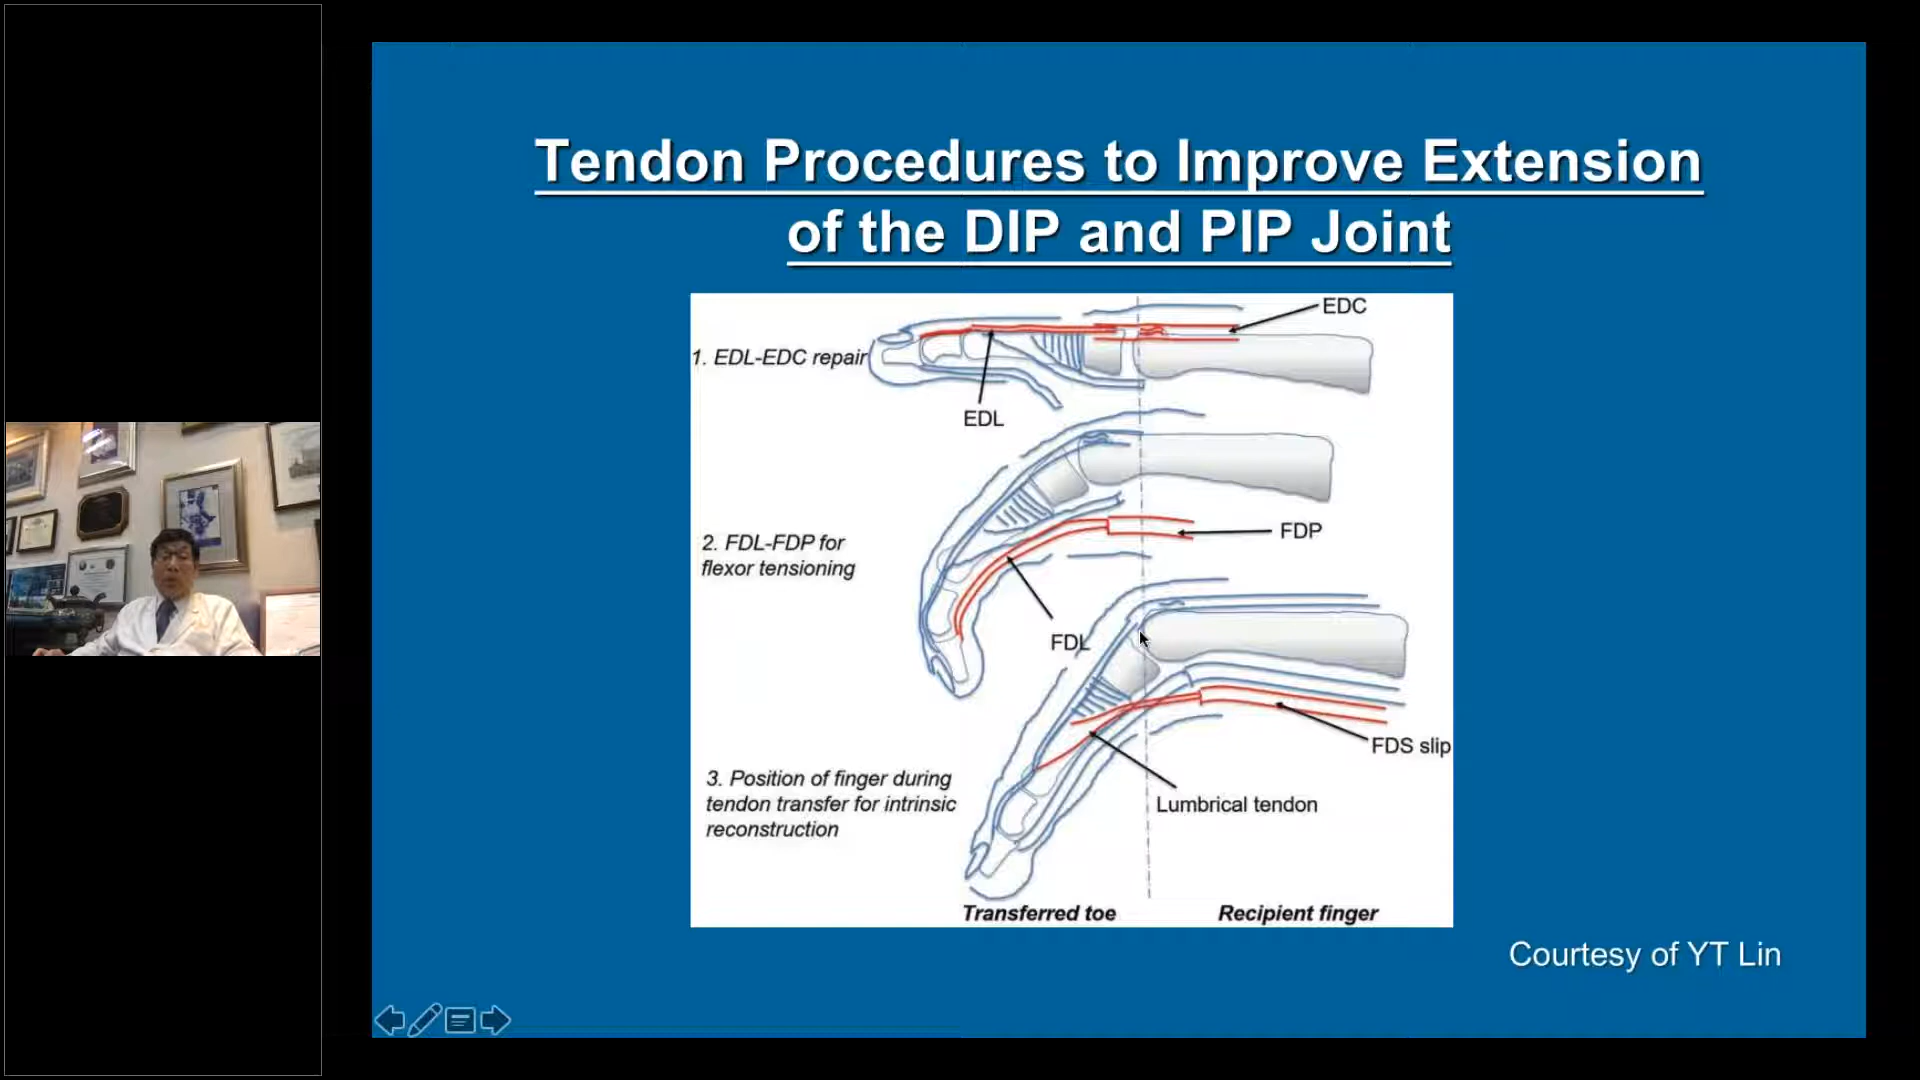 Tendon Procedures to Improve Extension
of the DIP and PIP Joint
EDC
1. EDL-EDC repair
EDL
2. FDL-FDP for
flexor tensioning
FDP
FDL
FDS slip
3. Position of finger during
tendon transfer for intrinsic
reconstruction
Lumbrical tendon
Transferred toe
Recipient finger
Courtesy of YT Lin